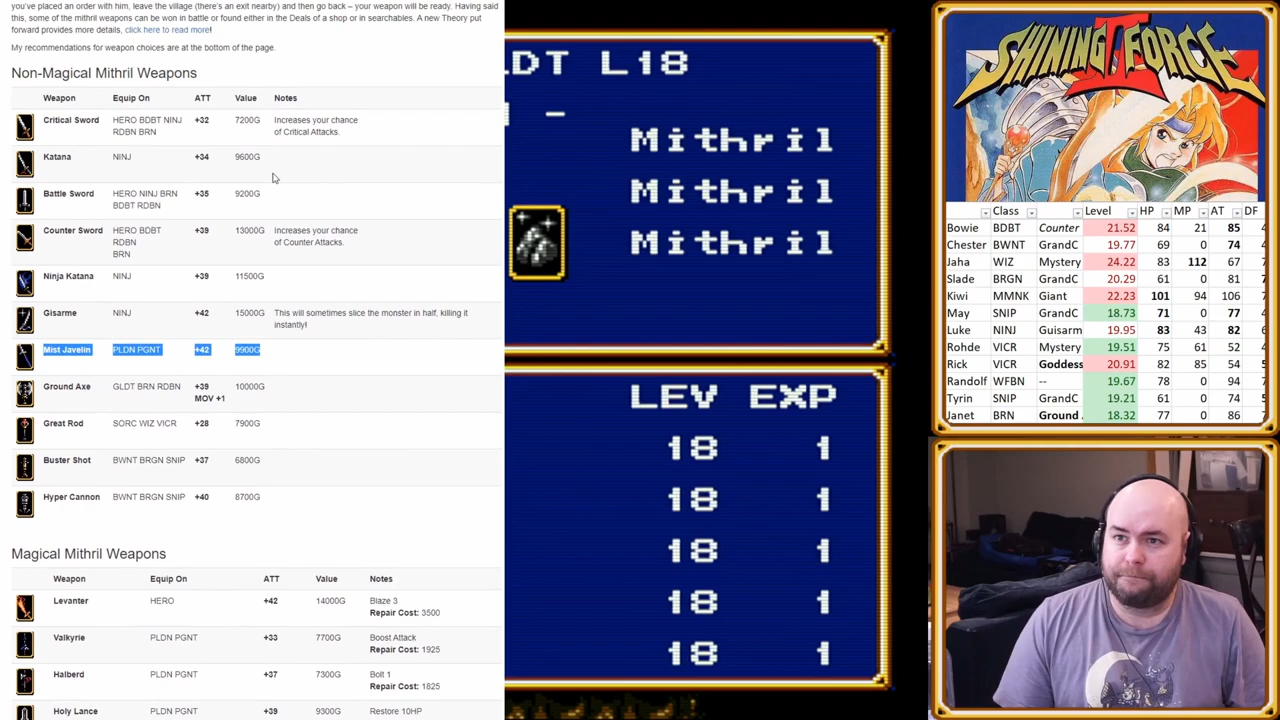 you've placed an order with him, leave the village (there's an exit nearby) and then go back – your weapon will be ready. Having said
this, some of the mithril weapons can be won in battle or found either in the Deals of a shop or in searchables. A new Theory put
forward provides more details, click here to read more!
My recommendations for weapon choices are at the bottom of the page.
Non-Magical Mithril Weapons
Weapon Equip On ATT Value Notes
Critical Sword HERO BDBT NINJ RDBN BRN +32 7200G Increases your chance of Critical Attacks.
Katana NINJ +34 9600G
Battle Sword HERO NINJ BRN BDBT RDBN +35 9200G
Counter Sword HERO BDBT RDBN BRN +39 13000G Increases your chance of Counter Attacks.
Ninja Katana NINJ +39 11500G
Gisarme NINJ +42 15000G This will sometimes slice the monster in half, killing it instantly!
Mist Javelin PLDN PGNT +42 9900G
Ground Axe GLDT BRN RDBN +39 MOV +1 10000G
Great Rod SORC WIZ VICR +28 7900G
Buster Shot BWNT BRGN SNIP +37 6800G
Hyper Cannon BWNT BRGN SNIP +40 8700G
Magical Mithril Weapons
Weapon Equip On ATT Value Notes
Levanter HERO +42 14000G Blaze 3 Repair Cost: 3500
Valkyrie PLDN PGNT +33 7700G Boost Attack Repair Cost: 1925
Halberd PLDN PGNT +37 7300G Bolt 1 Repair Cost: 1825
Holy Lance PLDN PGNT +39 9300G Restore 10HP
LDT L18
Mithril
Mithril
Mithril
LEV EXP
18 1
18 1
18 1
18 1
18 1
SHINING FORCE II
Class Level HP MP AT DF
Bowie BDBT Counter 21.52 84 21 85
Chester BWNT GrandC 19.77 69 0 74
Jaha WIZ Mystery 24.22 83 112 67
Slade BRGN GrandC 20.29 61 0 81
Kiwi MMNK Giant 22.23 101 94 106
May SNIP GrandC 18.73 71 0 77
Luke NINJ Guisarm 19.95 83 43 82
Rohde VICR Mystery 19.51 75 61 52
Rick VICR Goddess 20.91 82 85 54
Randolf WFBN -- 19.67 78 0 94
Tyrin SNIP GrandC 19.21 61 0 74
Janet BRN Ground 18.32 77 0 86